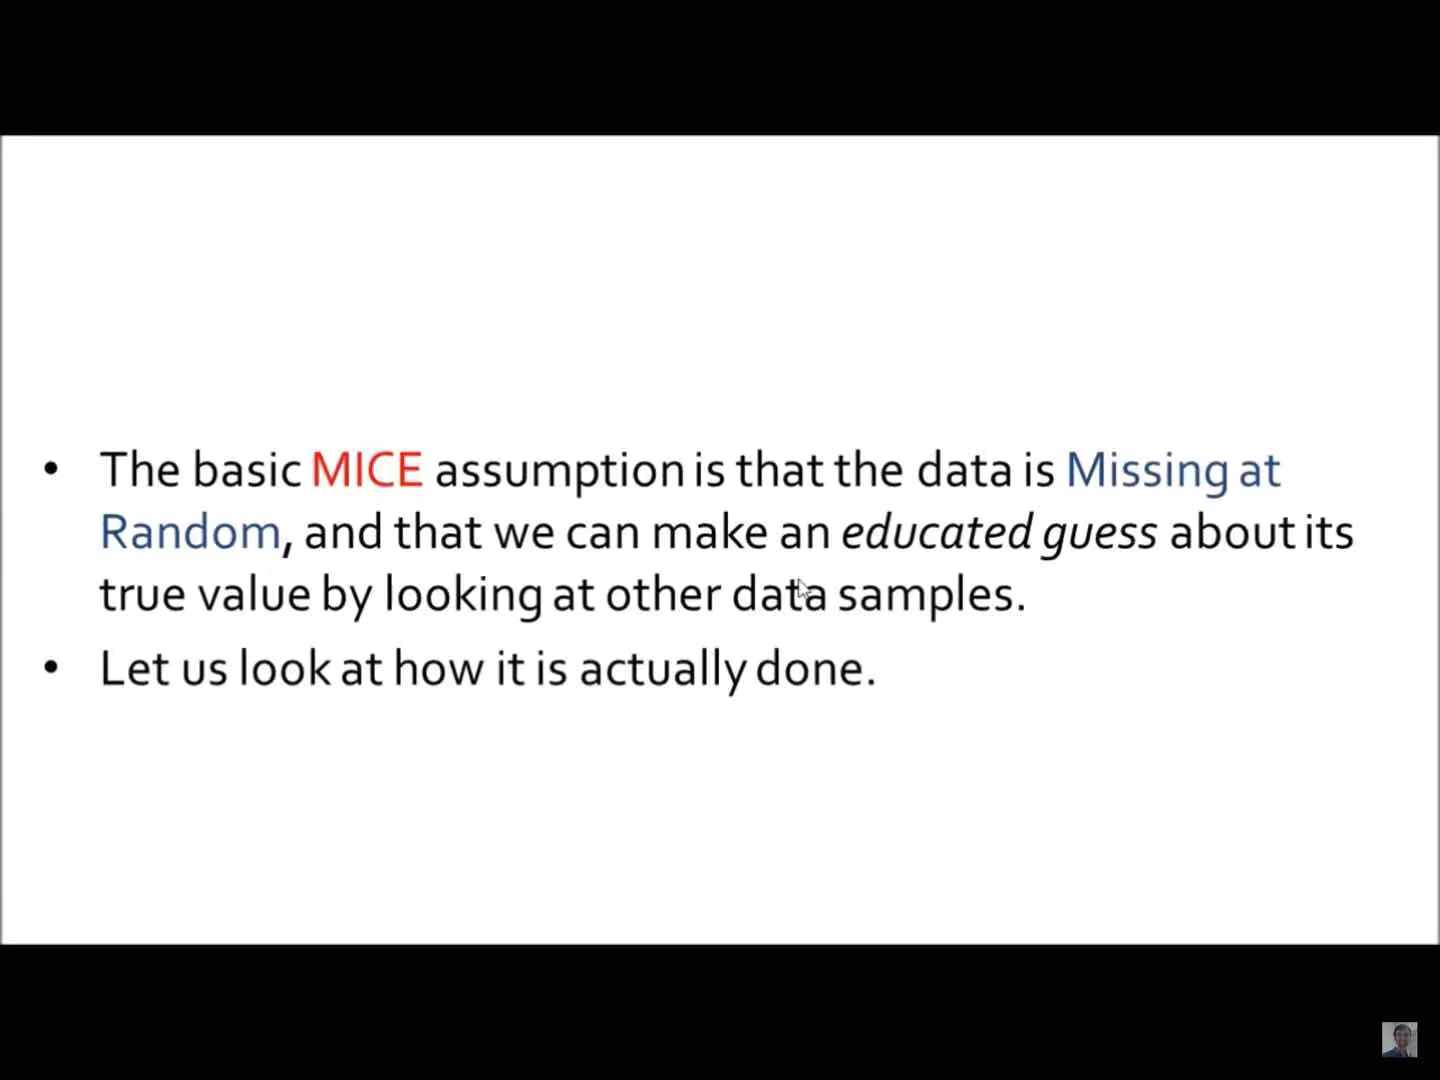 • The basic MICE assumption is that the data is Missing at
Random, and that we can make an educated guess about its
true value by looking at other data samples.
• Let us look at how it is actually done.